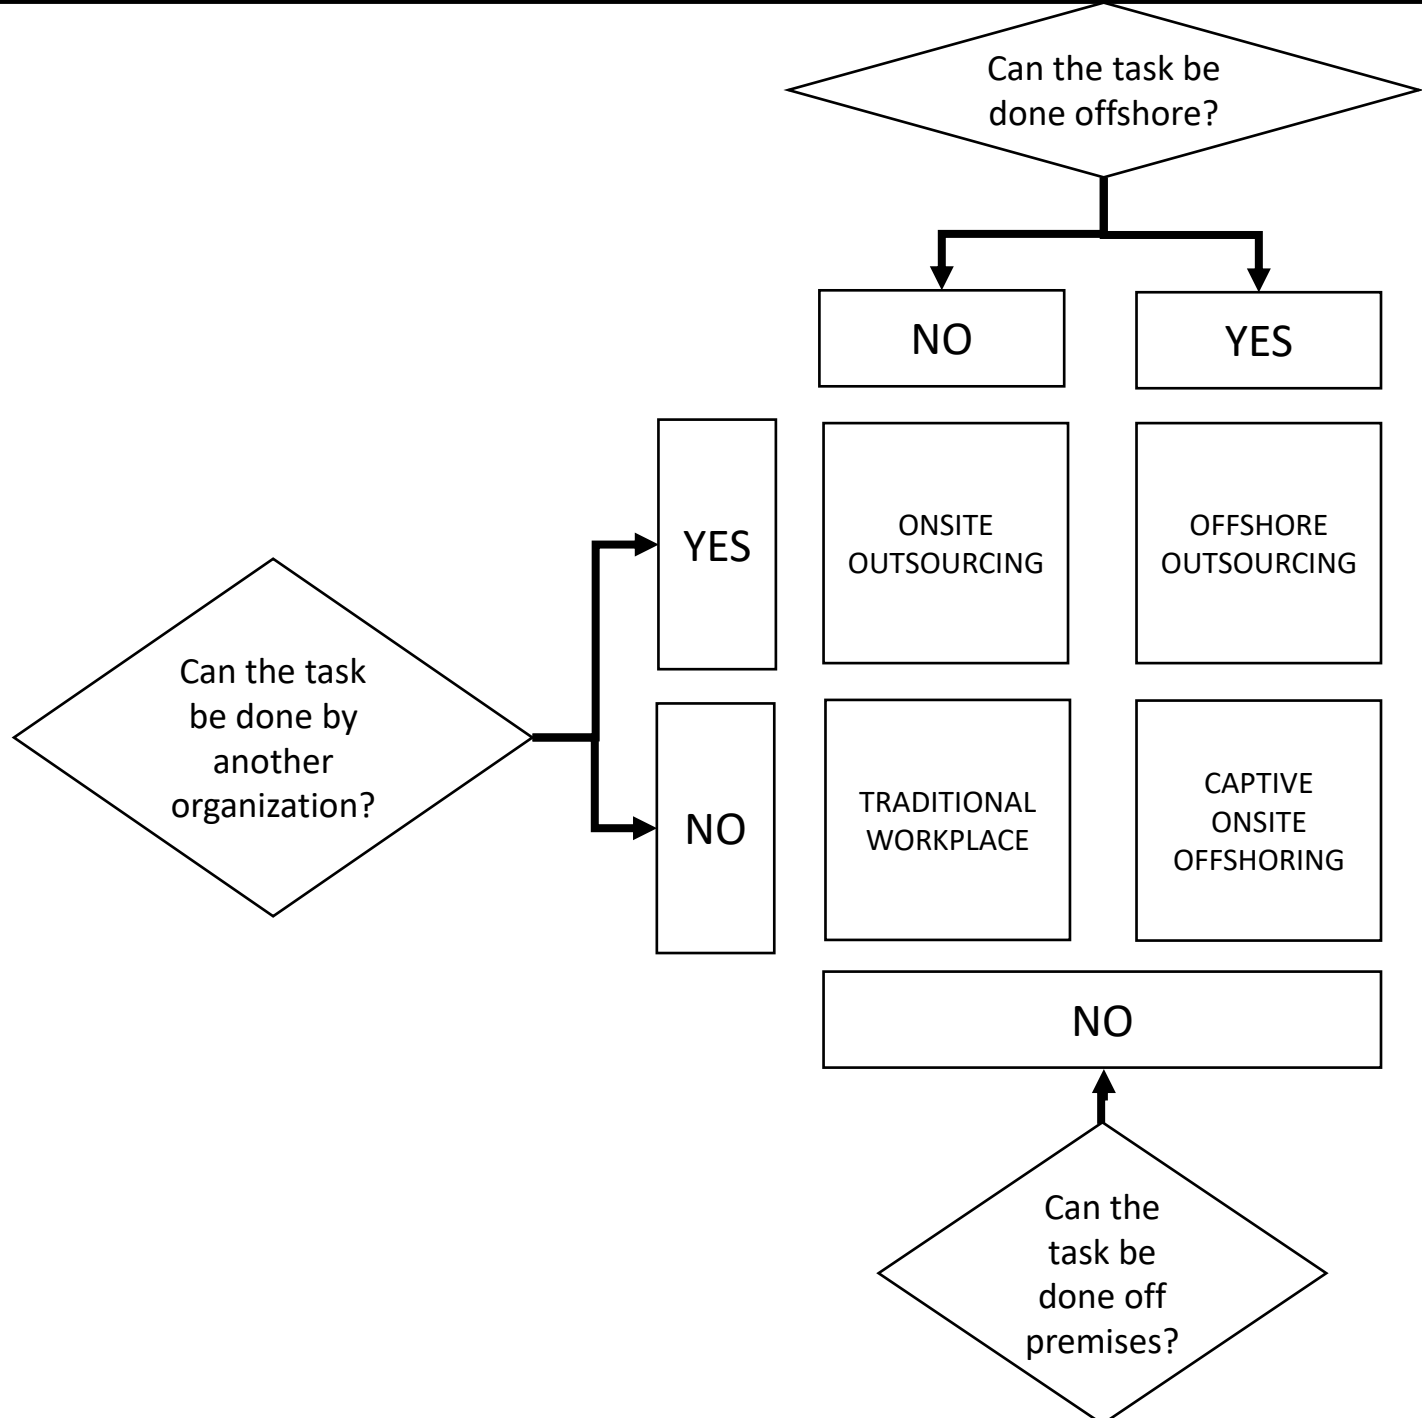 Can the task be
done offshore?
NO
YES
YES
ONSITE
OUTSOURCING
OFFSHORE
OUTSOURCING
Can the task
be done by
another
organization?
NO
TRADITIONAL
WORKPLACE
CAPTIVE
ONSITE
OFFSHORING
NO
Can the
task be
done off
premises?